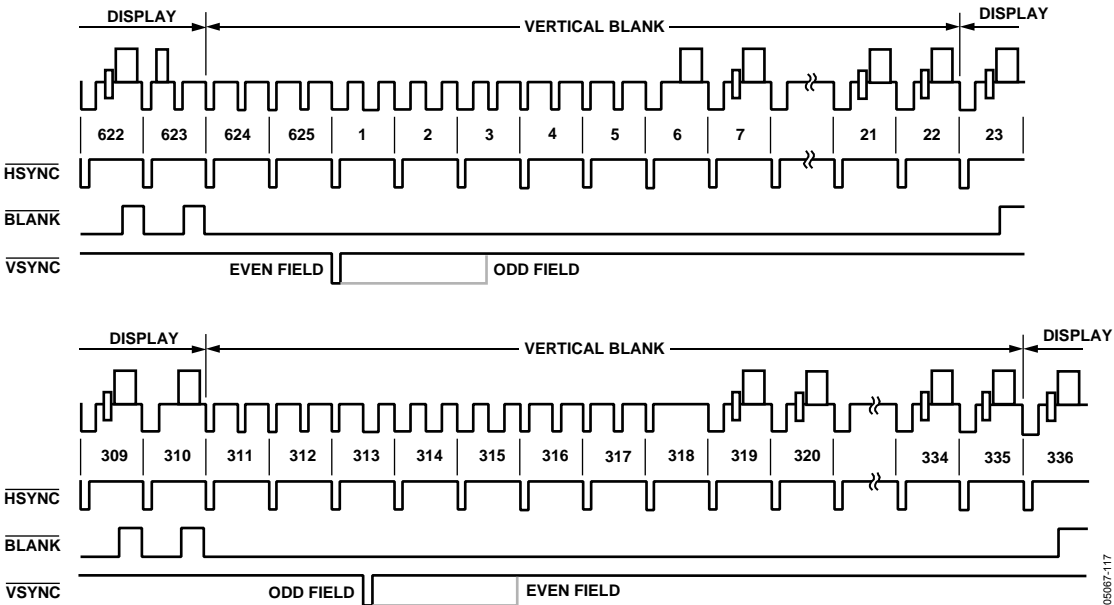 DISPLAY VERTICAL BLANK DISPLAY
622 623 624 625 1 2 3 4 5 6 7 21 22 23
HSYNC
BLANK
VSYNC
EVEN FIELD ODD FIELD
DISPLAY VERTICAL BLANK DISPLAY
309 310 311 312 313 314 315 316 317 318 319 320 334 335 336
HSYNC
BLANK
VSYNC
ODD FIELD EVEN FIELD
05067-117